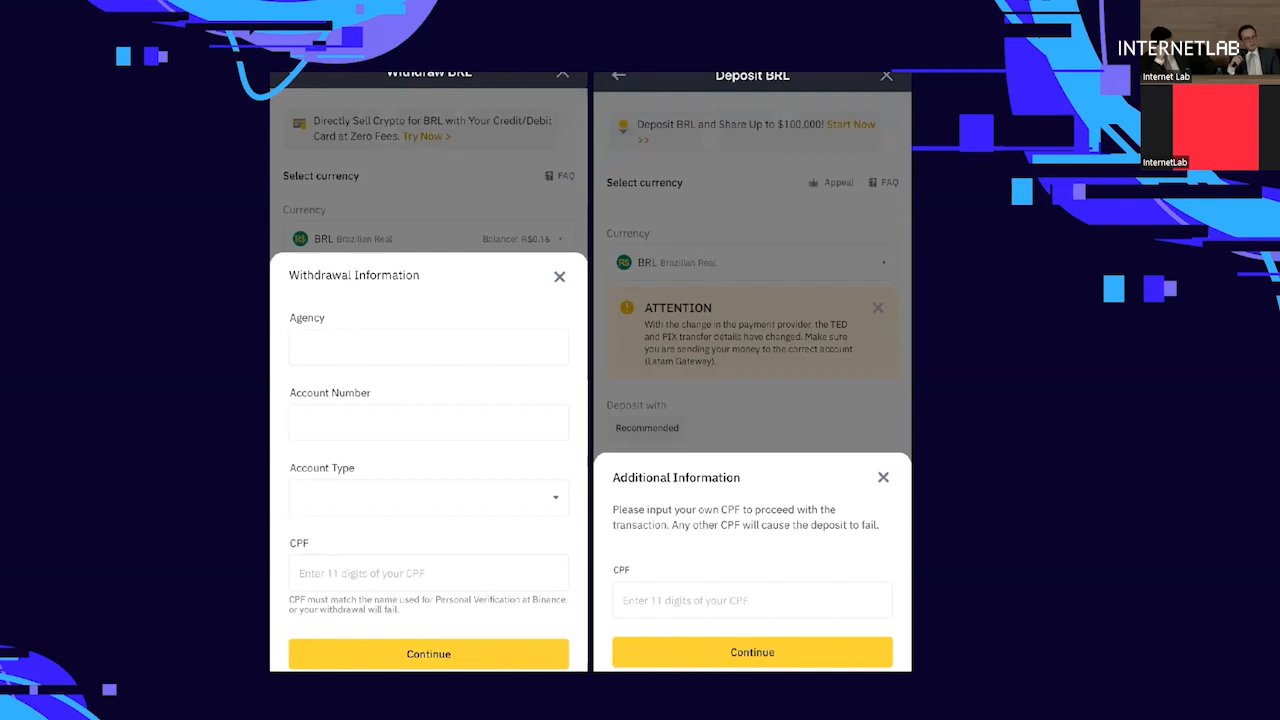 INTERNETLAB
Internet Lab
InternetLab
Withdraw BRL
Directly Sell Crypto for BRL with Your Credit/Debit
Card at Zero Fees. Try Now >
Select currency
FAQ
Currency
R$ BRL Brazilian Real
Balance: R$0.16
Withdrawal Information
Agency
Account Number
Account Type
CPF
Enter 11 digits of your CPF
CPF must match the name used for Personal Verification at Binance,
or your withdrawal will fail.
Continue
Deposit BRL
Deposit BRL and Share Up to $100,000! Start Now
>>
Select currency
Appeal
FAQ
Currency
R$ BRL Brazilian Real
ATTENTION
With the change in the payment provider, the TED
and PIX transfer details have changed. Make sure
you are sending your money to the correct account
(Latam Gateway).
Deposit with
Recommended
Additional Information
Please input your own CPF to proceed with the
transaction. Any other CPF will cause the deposit to fail.
CPF
Enter 11 digits of your CPF
Continue